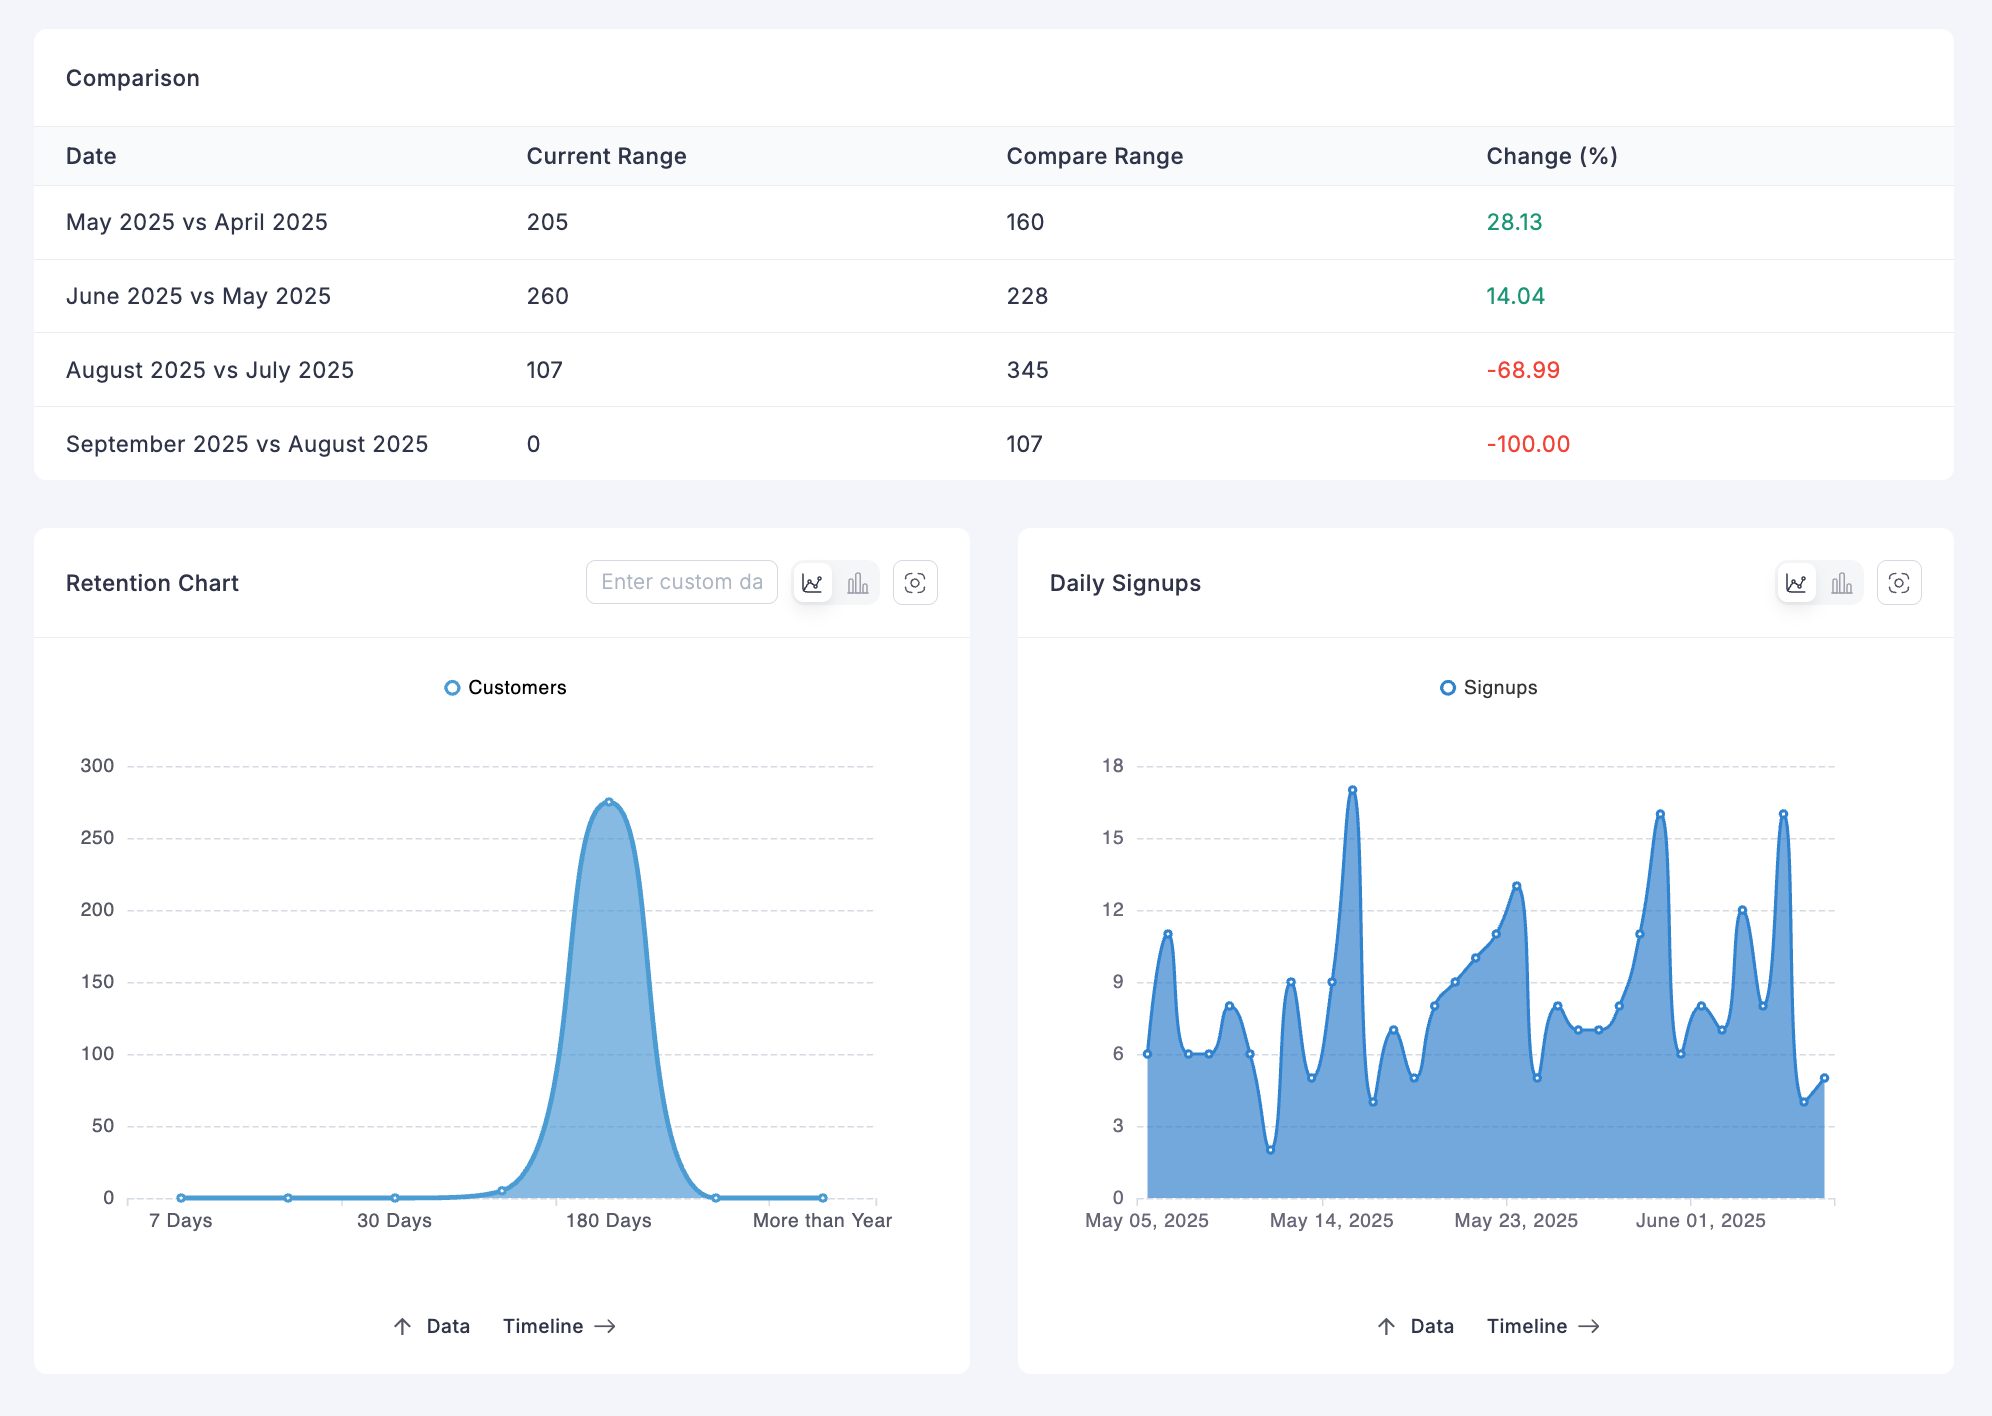 Comparison
Date Current Range Compare Range Change (%)
May 2025 vs April 2025 205 160 28.13
June 2025 vs May 2025 260 228 14.04
August 2025 vs July 2025 107 345 -68.99
September 2025 vs August 2025 0 107 -100.00
Retention Chart Enter custom da
Customers
300
250
200
150
100
50
0
7 Days 30 Days 180 Days More than Year
Data Timeline
Daily Signups
Signups
18
15
12
9
6
3
0
May 05, 2025 May 14, 2025 May 23, 2025 June 01, 2025
Data Timeline